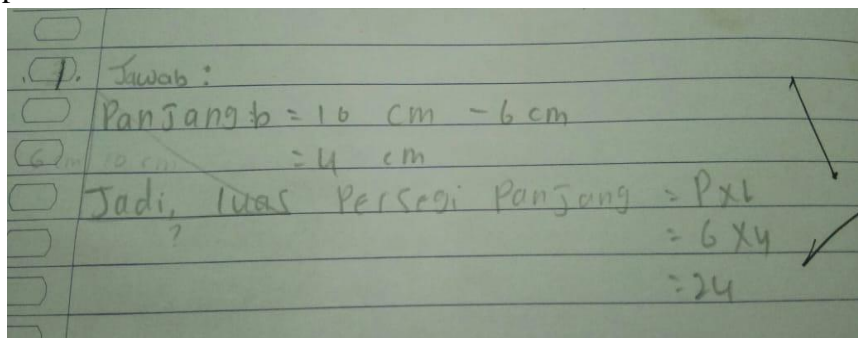 1. Jawab :
Panjang b = 10 cm - 6 cm
= 4 cm
Jadi, luas Persegi Panjang = P x l
?
= 6 x 4
= 24